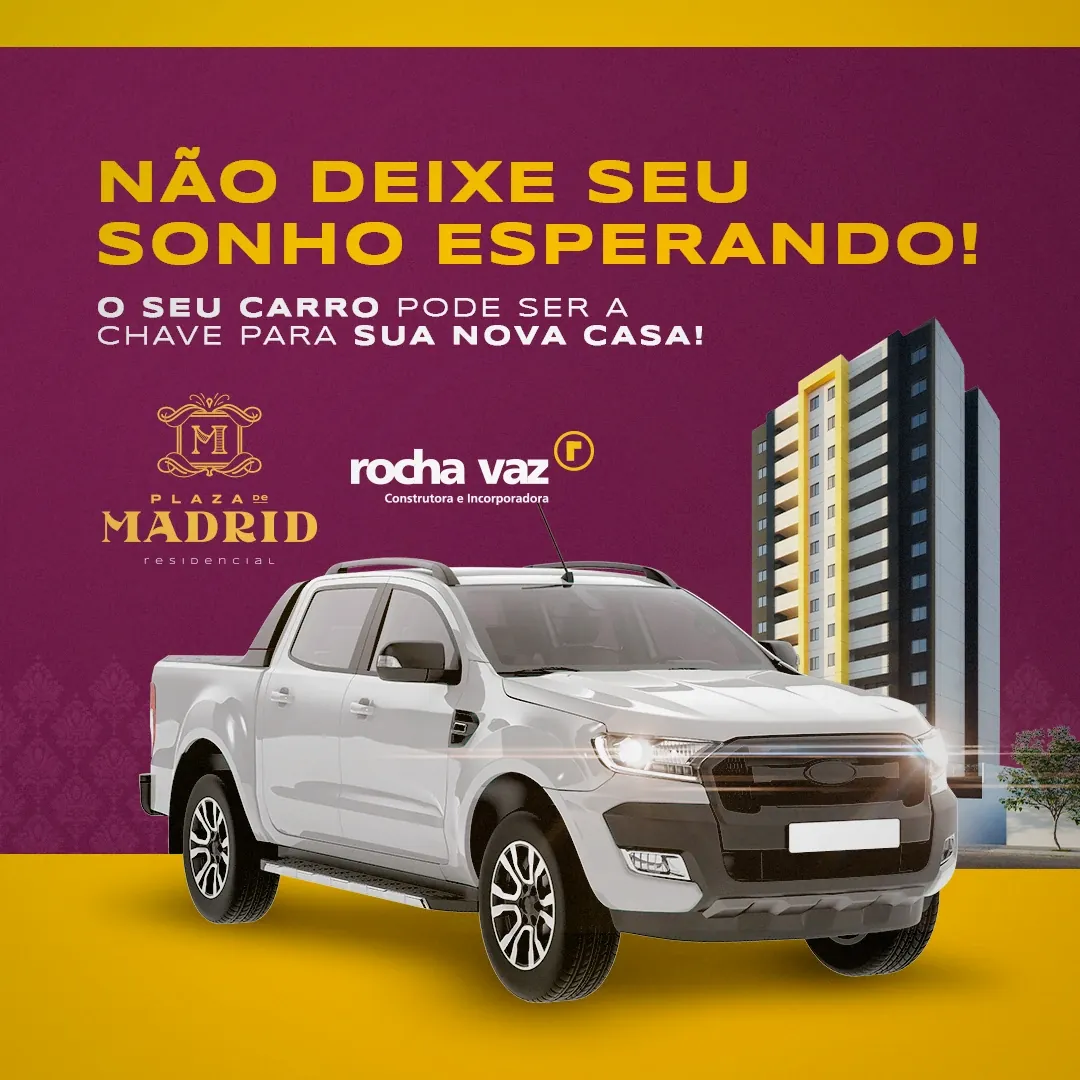 NÃO DEIXE SEU
SONHO ESPERANDO!
O SEU CARRO PODE SER A
CHAVE PARA SUA NOVA CASA!
M
PLAZA DE
MADRID
residencial
rocha vaz r
Construtora e Incorporadora